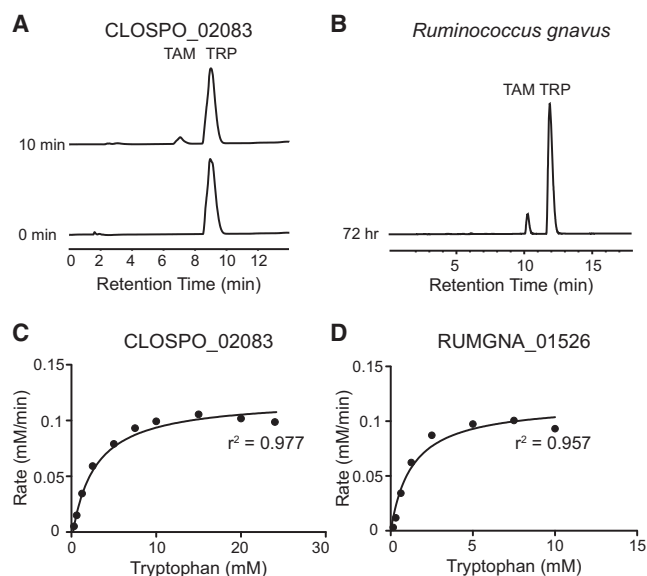 A
CLOSPO_02083
TAM TRP
10 min
0 min
0 2 4 6 8 10 12
Retention Time (min)
B
Ruminococcus gnavus
TAM TRP
72 hr
5 10 15
Retention Time (min)
C
CLOSPO_02083
0.15
0.1
0.05
0
Rate (mM/min)
r² = 0.977
0 10 20 30
Tryptophan (mM)
D
RUMGNA_01526
0.15
0.1
0.05
0
Rate (mM/min)
r² = 0.957
0 5 10 15
Tryptophan (mM)